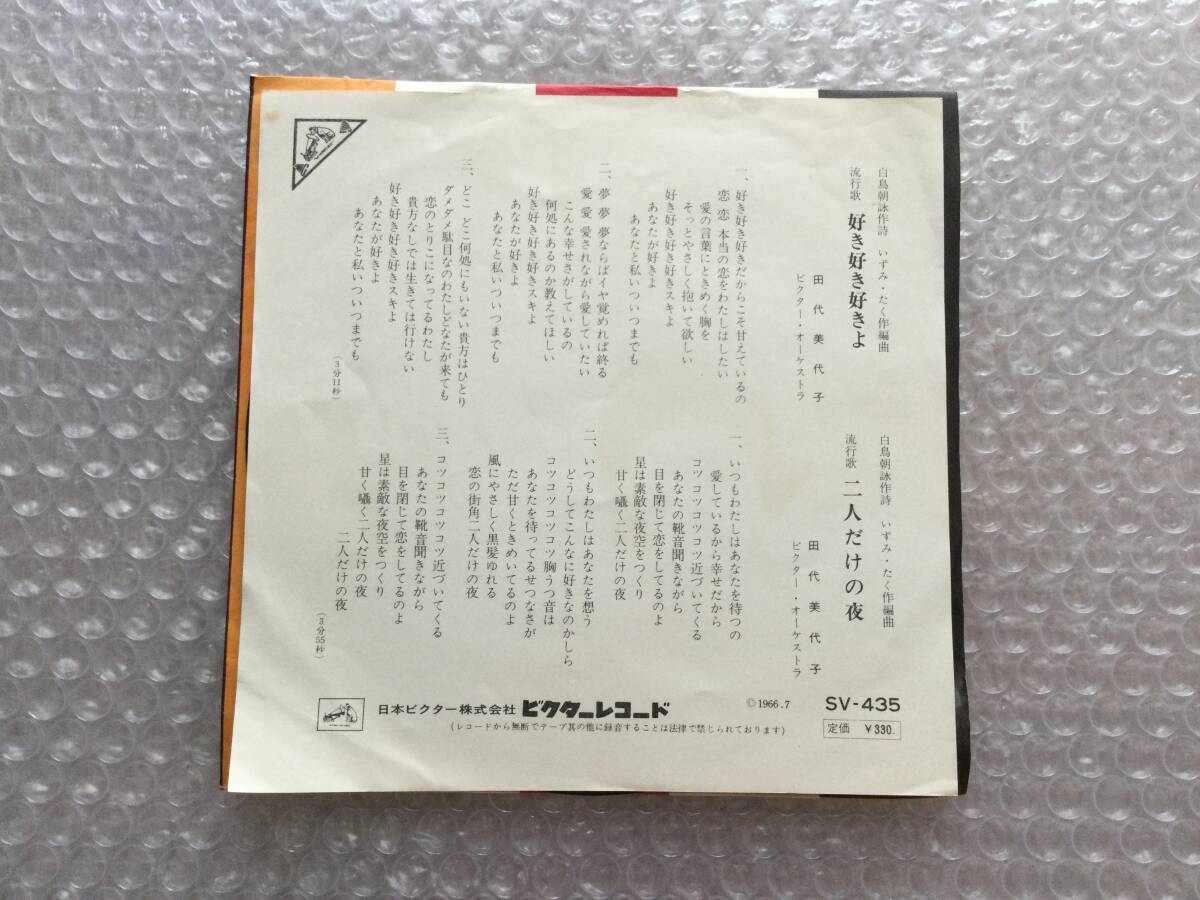 白鳥朝詠作詩 いずみ・たく作編曲
流行歌 好き好き好きよ
田代美代子
ビクター・オーケストラ
一、好き好き好きだからこそ甘えているの
恋 恋 本当の恋をわたしはしたい
愛の言葉にときめく胸を
そっとやさしく抱いて欲しい
好き好き好き好きスキよ
あなたが好きよ
あなたと私いついつまでも
二、夢 夢 夢ならばイヤ覚めれば終る
愛 愛 愛されながら愛していたい
こんな幸せさがしているの
何処にあるのか教えてほしい
好き好き好き好きスキよ
あなたが好きよ
あなたと私いついつまでも
三、どこ どこ何処にもいない貴方はひとり
ダメダメ駄目なのわたしどなたが来ても
恋のとりこになってるわたし
貴方なしでは生きては行けない
好き好き好き好きスキよ
あなたが好きよ
あなたと私いついつまでも
(3分11秒)
白鳥朝詠作詩 いずみ・たく作編曲
流行歌 二人だけの夜
田代美代子
ビクター・オーケストラ
一、いつもわたしはあなたを待つの
愛しているから幸せだから
コツコツコツコツ近づいてくる
あなたの靴音聞きながら
目を閉じて恋をしてるのよ
星は素敵な夜空をつくり
甘く囁く二人だけの夜
二、いつもわたしはあなたを想う
どうしてこんなに好きなのかしら
コツコツコツコツ胸うつ音は
あなたを待ってるせつなさが
ただ甘くときめいてるのよ
風にやさしく黒髪ゆれる
恋の街角二人だけの夜
三、コツコツコツコツ近づいてくる
あなたの靴音聞きながら
目を閉じて恋をしてるのよ
星は素敵な夜空をつくり
甘く囁く二人だけの夜
二人だけの夜
(3分55秒)
日本ビクター株式会社 ビクターレコード ©1966.7 SV-435
(レコードから無断でテープ其の他に録音することは法律で禁じられております) 定価 ¥330.